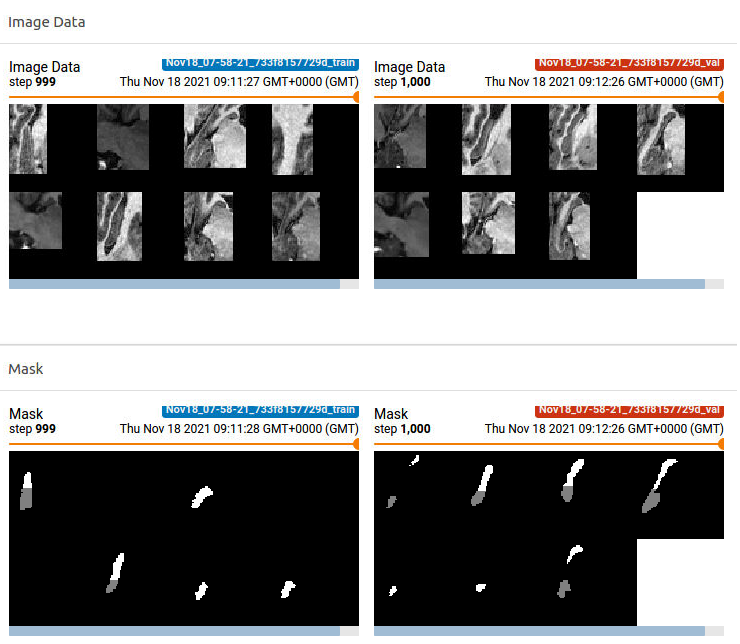 Image Data
Image Data
Nov18_07-58-21_733f8157729d_train
step 999
Thu Nov 18 2021 09:11:27 GMT+0000 (GMT)
Image Data
Nov18_07-58-21_733f8157729d_val
step 1,000
Thu Nov 18 2021 09:12:26 GMT+0000 (GMT)
Mask
Mask
Nov18_07-58-21_733f8157729d_train
step 999
Thu Nov 18 2021 09:11:28 GMT+0000 (GMT)
Mask
Nov18_07-58-21_733f8157729d_val
step 1,000
Thu Nov 18 2021 09:12:26 GMT+0000 (GMT)